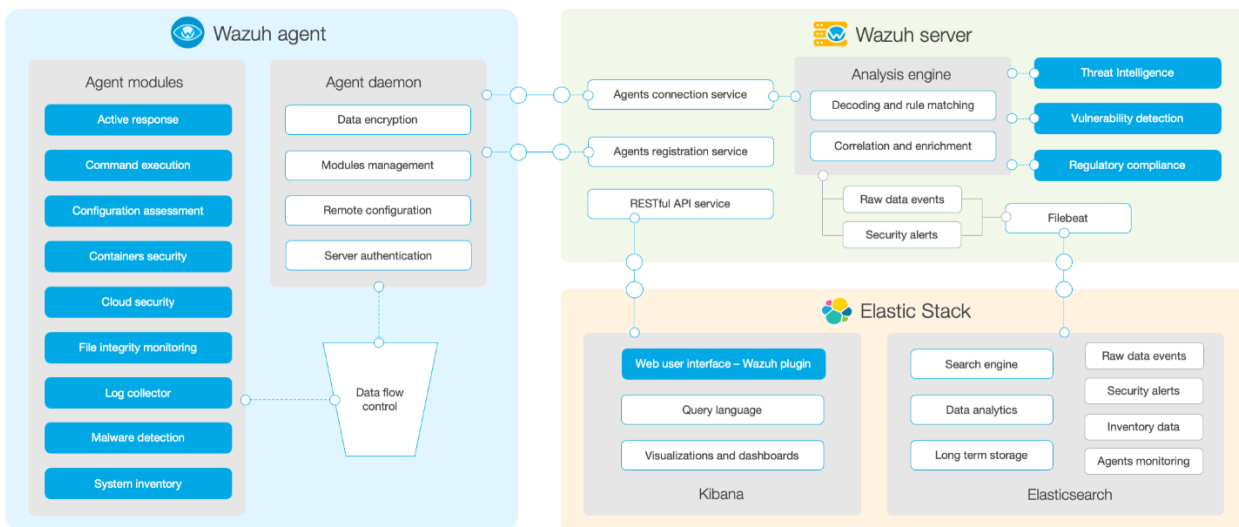 Wazuh agent
Agent modules
Active response
Command execution
Configuration assessment
Containers security
Cloud security
File integrity monitoring
Log collector
Malware detection
System inventory
Agent daemon
Data encryption
Modules management
Remote configuration
Server authentication
Data flow
control
Wazuh server
Agents connection service
Agents registration service
RESTful API service
Analysis engine
Decoding and rule matching
Correlation and enrichment
Threat Intelligence
Vulnerability detection
Regulatory compliance
Raw data events
Security alerts
Filebeat
Elastic Stack
Web user interface – Wazuh plugin
Query language
Visualizations and dashboards
Kibana
Search engine
Data analytics
Long term storage
Raw data events
Security alerts
Inventory data
Agents monitoring
Elasticsearch